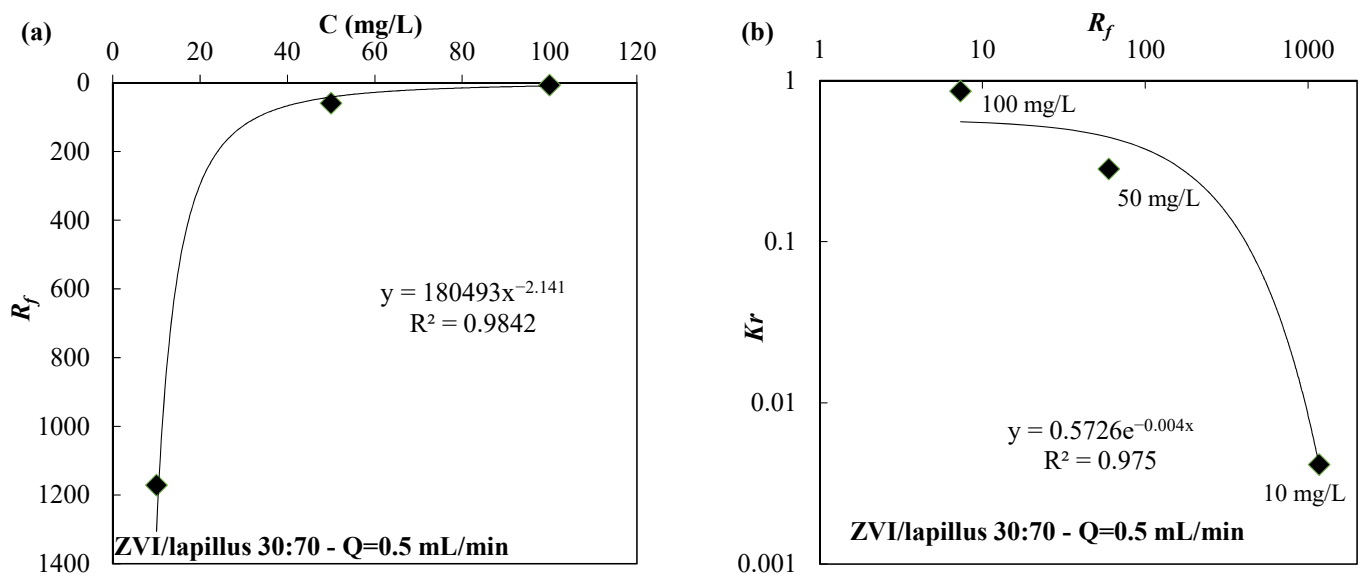 (a)
C (mg/L)
0 20 40 60 80 100 120
0
200
400
600
800
1000
1200
1400
R_f
y = 180493x^−2.141
R² = 0.9842
ZVI/lapillus 30:70 - Q=0.5 mL/min
(b)
R_f
1 10 100 1000
1
0.1
0.01
0.001
Kr
100 mg/L
50 mg/L
y = 0.5726e^−0.004x
R² = 0.975
10 mg/L
ZVI/lapillus 30:70 - Q=0.5 mL/min